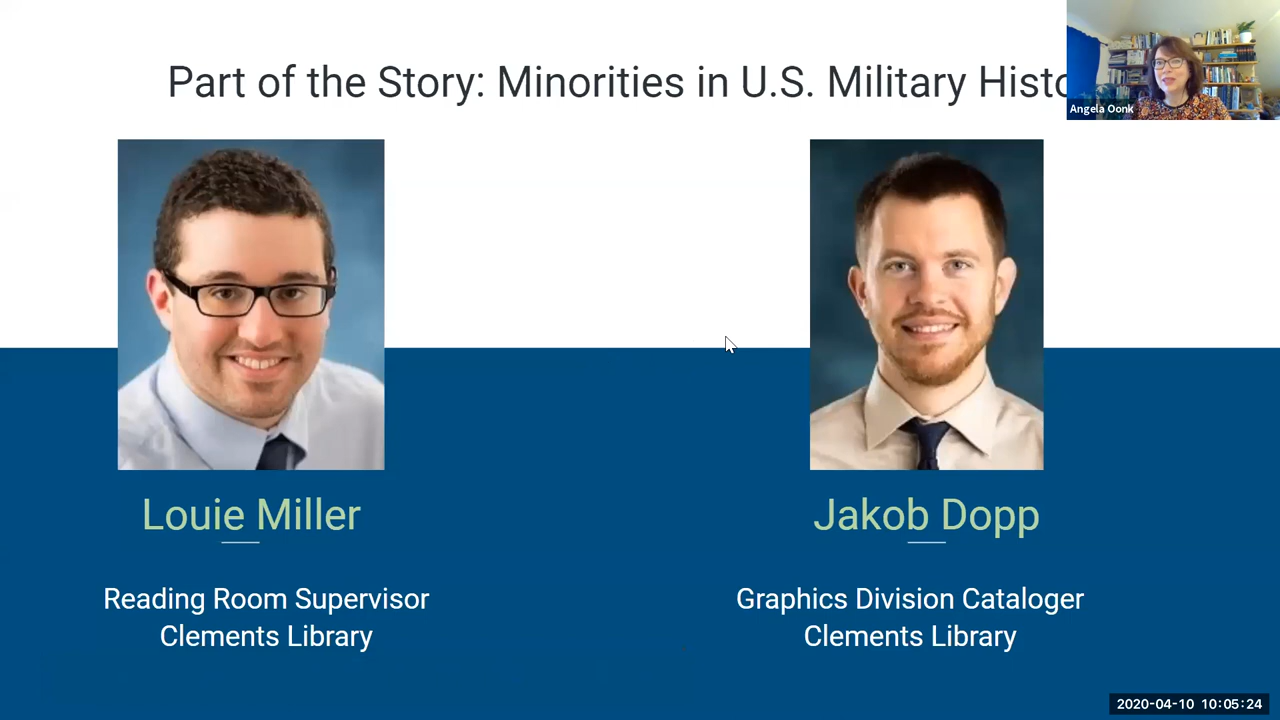 Part of the Story: Minorities in U.S. Military Histo
Angela Oonk
Louie Miller
Jakob Dopp
Reading Room Supervisor
Clements Library
Graphics Division Cataloger
Clements Library
2020-04-10 10:05:24